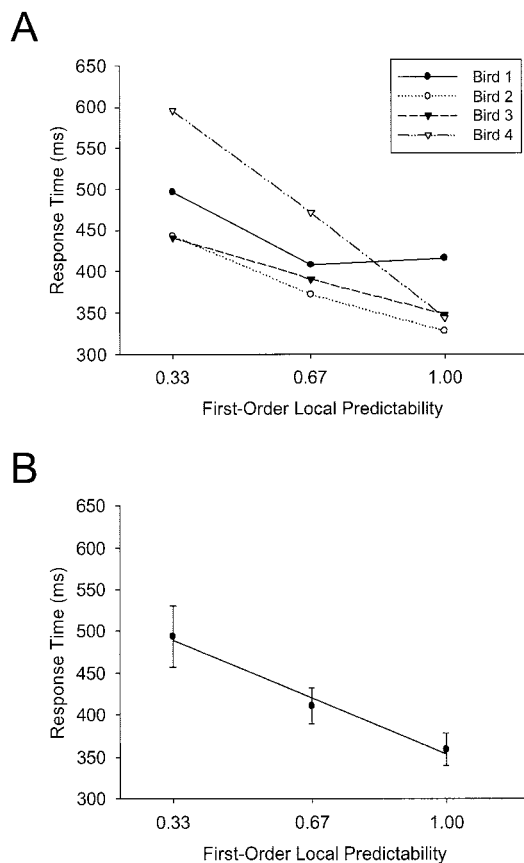 A
650
600
550
500
450
400
350
300
Response Time (ms)
Bird 1
Bird 2
Bird 3
Bird 4
0.33 0.67 1.00
First-Order Local Predictability
B
650
600
550
500
450
400
350
300
Response Time (ms)
0.33 0.67 1.00
First-Order Local Predictability